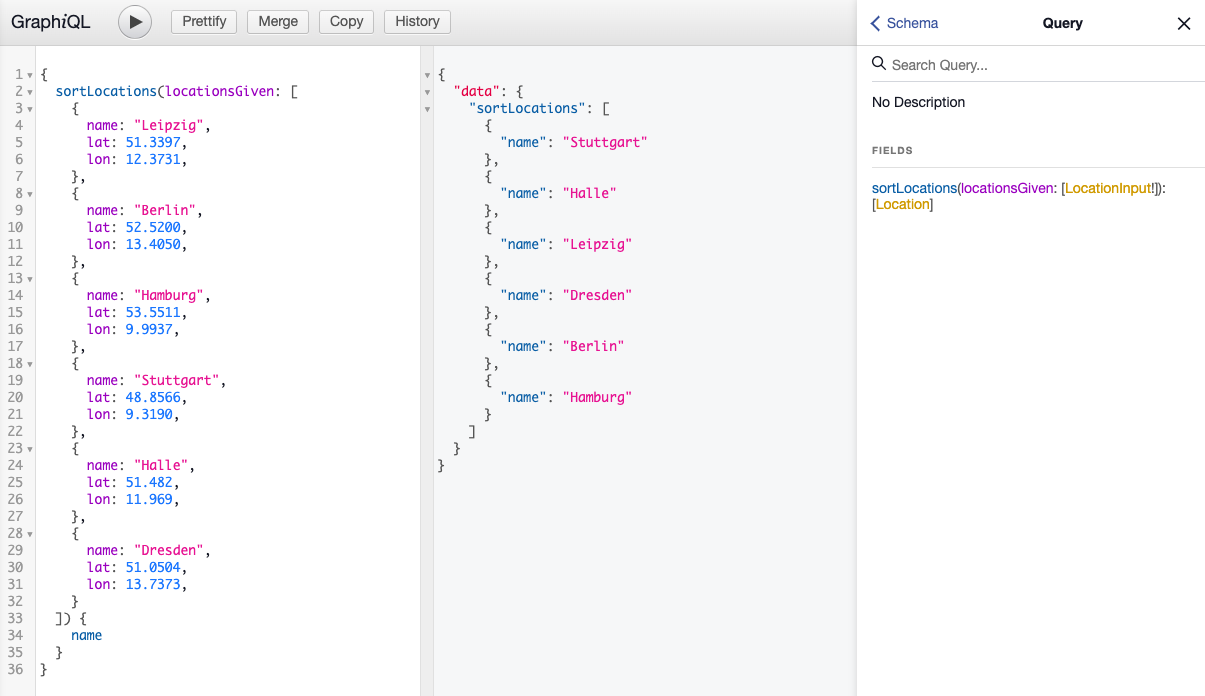 GraphiQL Prettify Merge Copy History
1 {
2 sortLocations(locationsGiven: [
3 {
4 name: "Leipzig",
5 lat: 51.3397,
6 lon: 12.3731,
7 },
8 {
9 name: "Berlin",
10 lat: 52.5200,
11 lon: 13.4050,
12 },
13 {
14 name: "Hamburg",
15 lat: 53.5511,
16 lon: 9.9937,
17 },
18 {
19 name: "Stuttgart",
20 lat: 48.8566,
21 lon: 9.3190,
22 },
23 {
24 name: "Halle",
25 lat: 51.482,
26 lon: 11.969,
27 },
28 {
29 name: "Dresden",
30 lat: 51.0504,
31 lon: 13.7373,
32 }
33 ]) {
34 name
35 }
36 }
{
"data": {
"sortLocations": [
{
"name": "Stuttgart"
},
{
"name": "Halle"
},
{
"name": "Leipzig"
},
{
"name": "Dresden"
},
{
"name": "Berlin"
},
{
"name": "Hamburg"
}
]
}
}
Schema Query
Search Query...
No Description
FIELDS
sortLocations(locationsGiven: [LocationInput!]):
[Location]